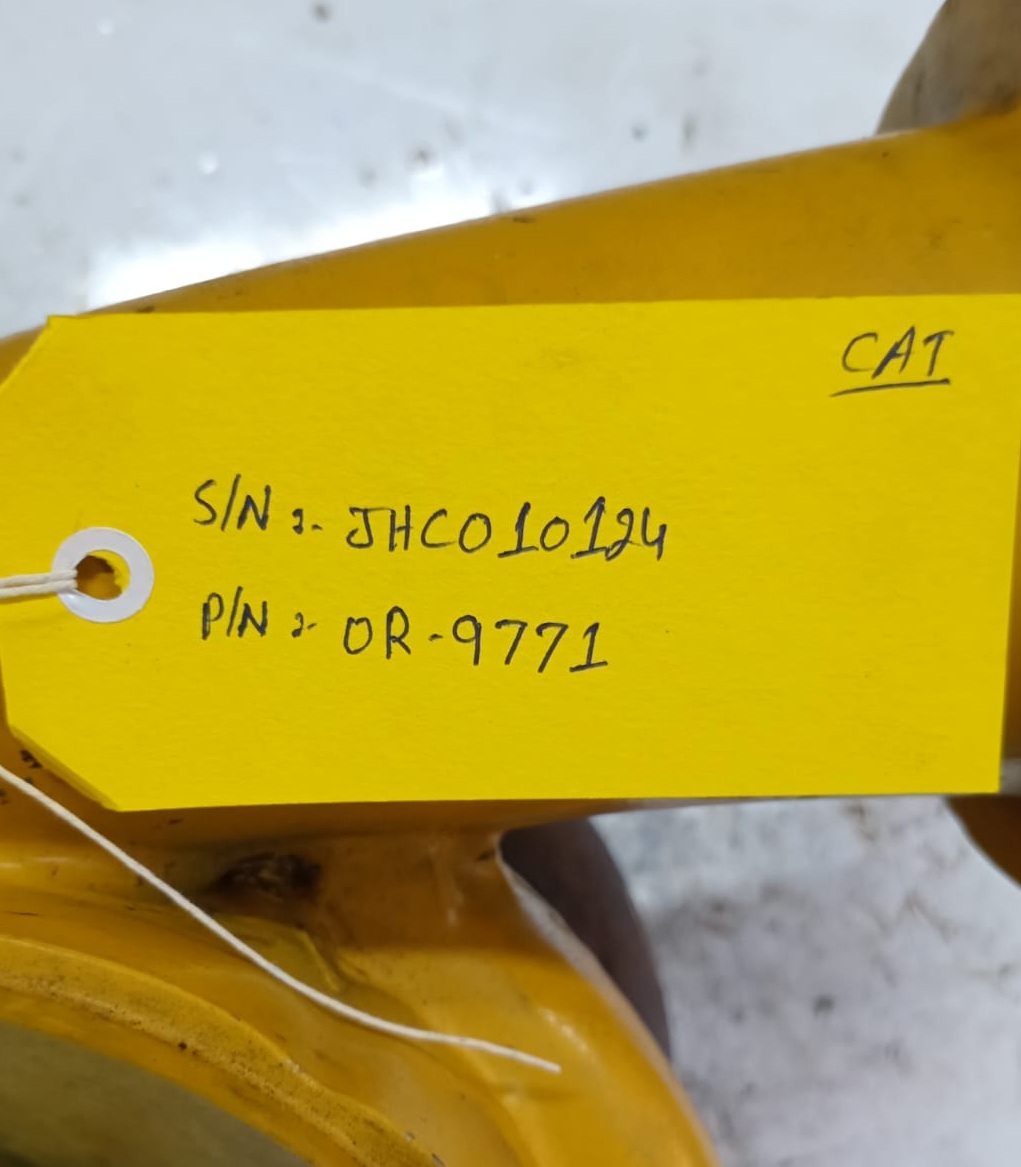 CAT
S/N :- JHC010124
P/N :- 0R-9771